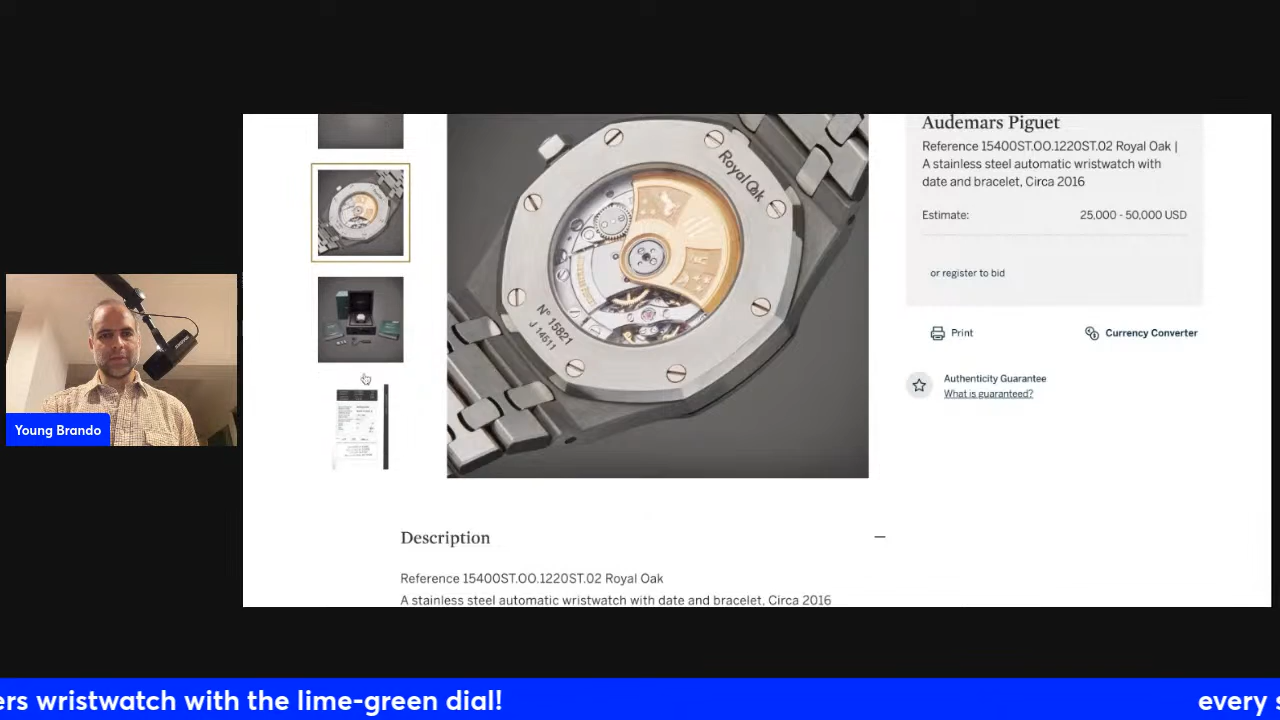 Audemars Piguet
Reference 15400ST.OO.1220ST.02 Royal Oak |
A stainless steel automatic wristwatch with
date and bracelet, Circa 2016
Estimate: 25,000 - 50,000 USD
or register to bid
Print
Currency Converter
Authenticity Guarantee
What is guaranteed?
Royal Oak
Nº 15821
J 14511
Young Brando
Description
Reference 15400ST.OO.1220ST.02 Royal Oak
A stainless steel automatic wristwatch with date and bracelet, Circa 2016
ers wristwatch with the lime-green dial!
every s